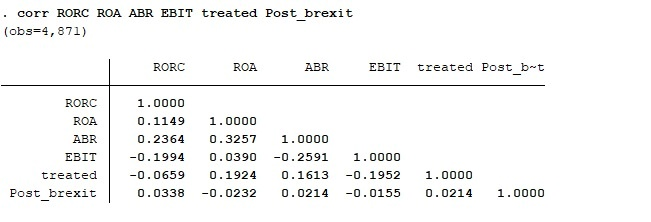 . corr RORC ROA ABR EBIT treated Post_brexit
(obs=4,871)
RORC ROA ABR EBIT treated Post_b~t
RORC 1.0000
ROA 0.1149 1.0000
ABR 0.2364 0.3257 1.0000
EBIT -0.1994 0.0390 -0.2591 1.0000
treated -0.0659 0.1924 0.1613 -0.1952 1.0000
Post_brexit 0.0338 -0.0232 0.0214 -0.0155 0.0214 1.0000